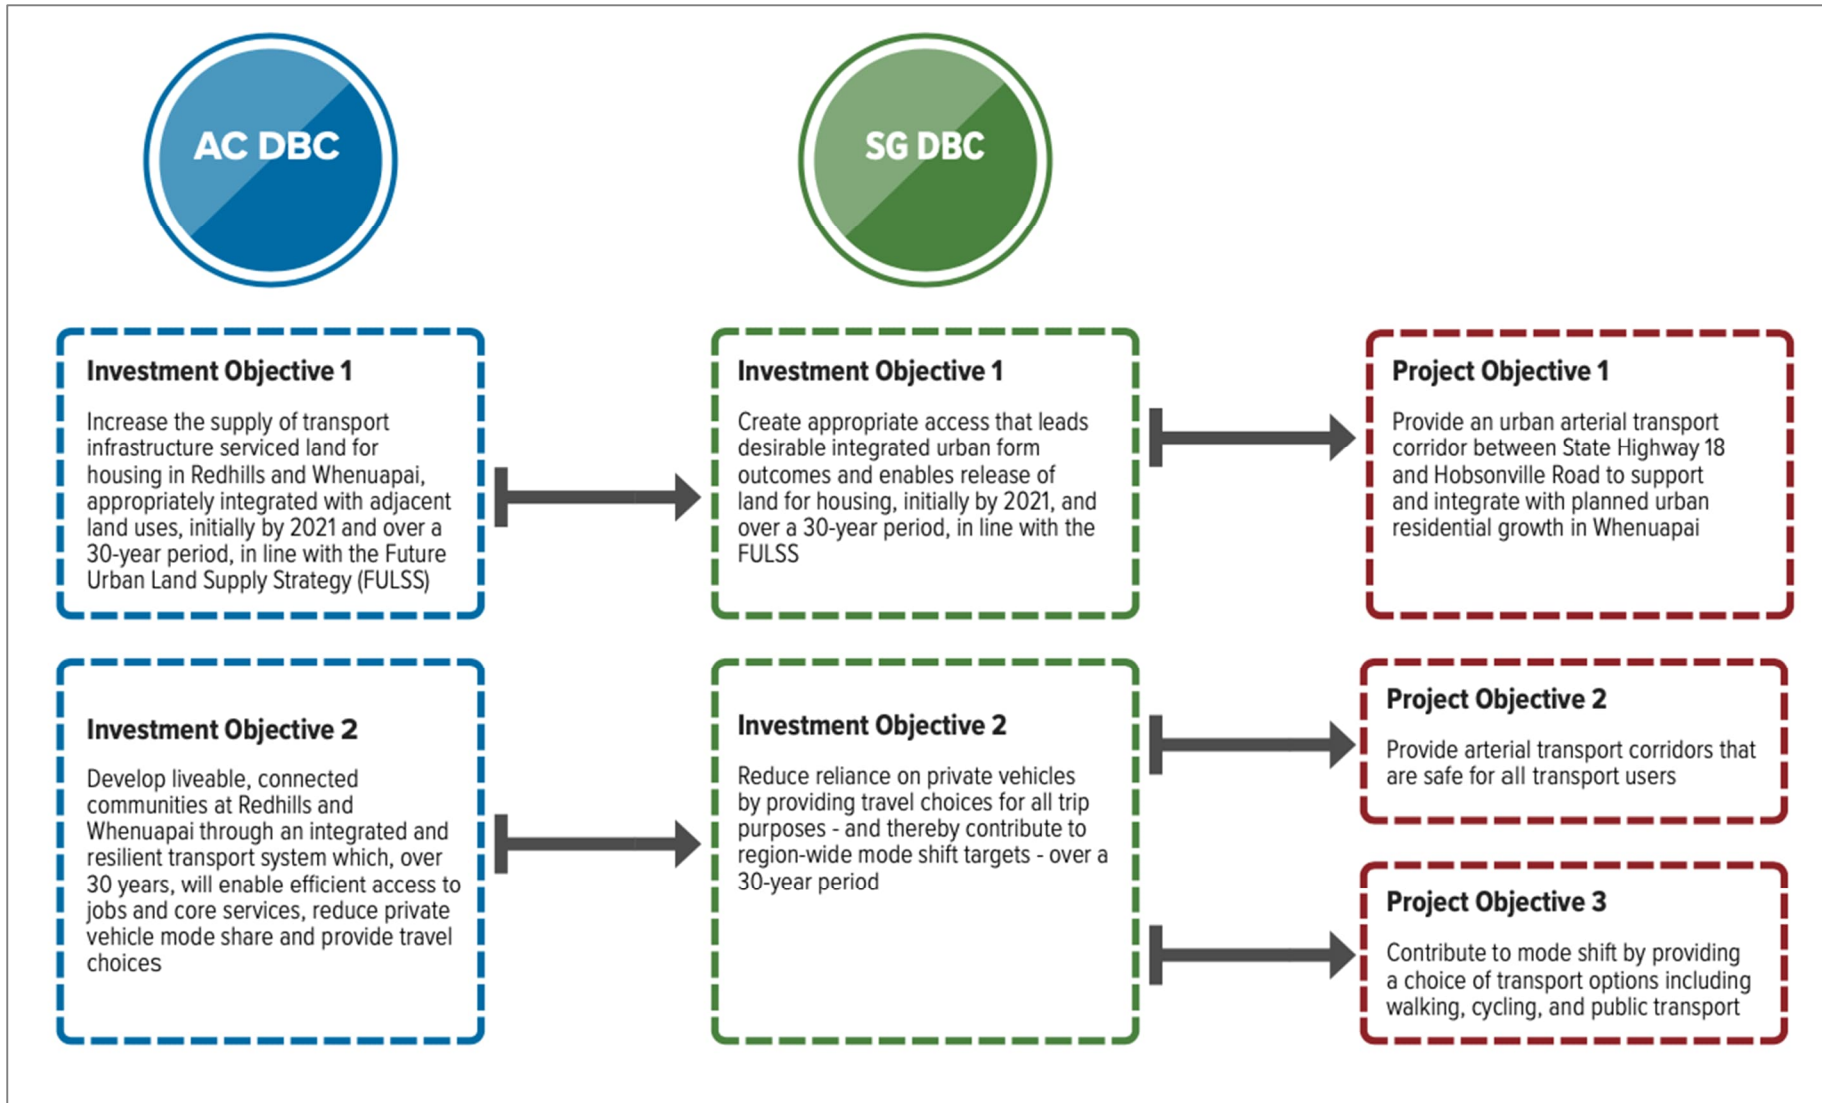 AC DBC
SG DBC
Investment Objective 1
Increase the supply of transport
infrastructure serviced land for
housing in Redhills and Whenuapai,
appropriately integrated with adjacent
land uses, initially by 2021 and over a
30-year period, in line with the Future
Urban Land Supply Strategy (FULSS)
Investment Objective 1
Create appropriate access that leads
desirable integrated urban form
outcomes and enables release of
land for housing, initially by 2021, and
over a 30-year period, in line with the
FULSS
Project Objective 1
Provide an urban arterial transport
corridor between State Highway 18
and Hobsonville Road to support
and integrate with planned urban
residential growth in Whenuapai
Investment Objective 2
Develop liveable, connected
communities at Redhills and
Whenuapai through an integrated and
resilient transport system which, over
30 years, will enable efficient access to
jobs and core services, reduce private
vehicle mode share and provide travel
choices
Investment Objective 2
Reduce reliance on private vehicles
by providing travel choices for all trip
purposes - and thereby contribute to
region-wide mode shift targets - over a
30-year period
Project Objective 2
Provide arterial transport corridors that
are safe for all transport users
Project Objective 3
Contribute to mode shift by providing
a choice of transport options including
walking, cycling, and public transport